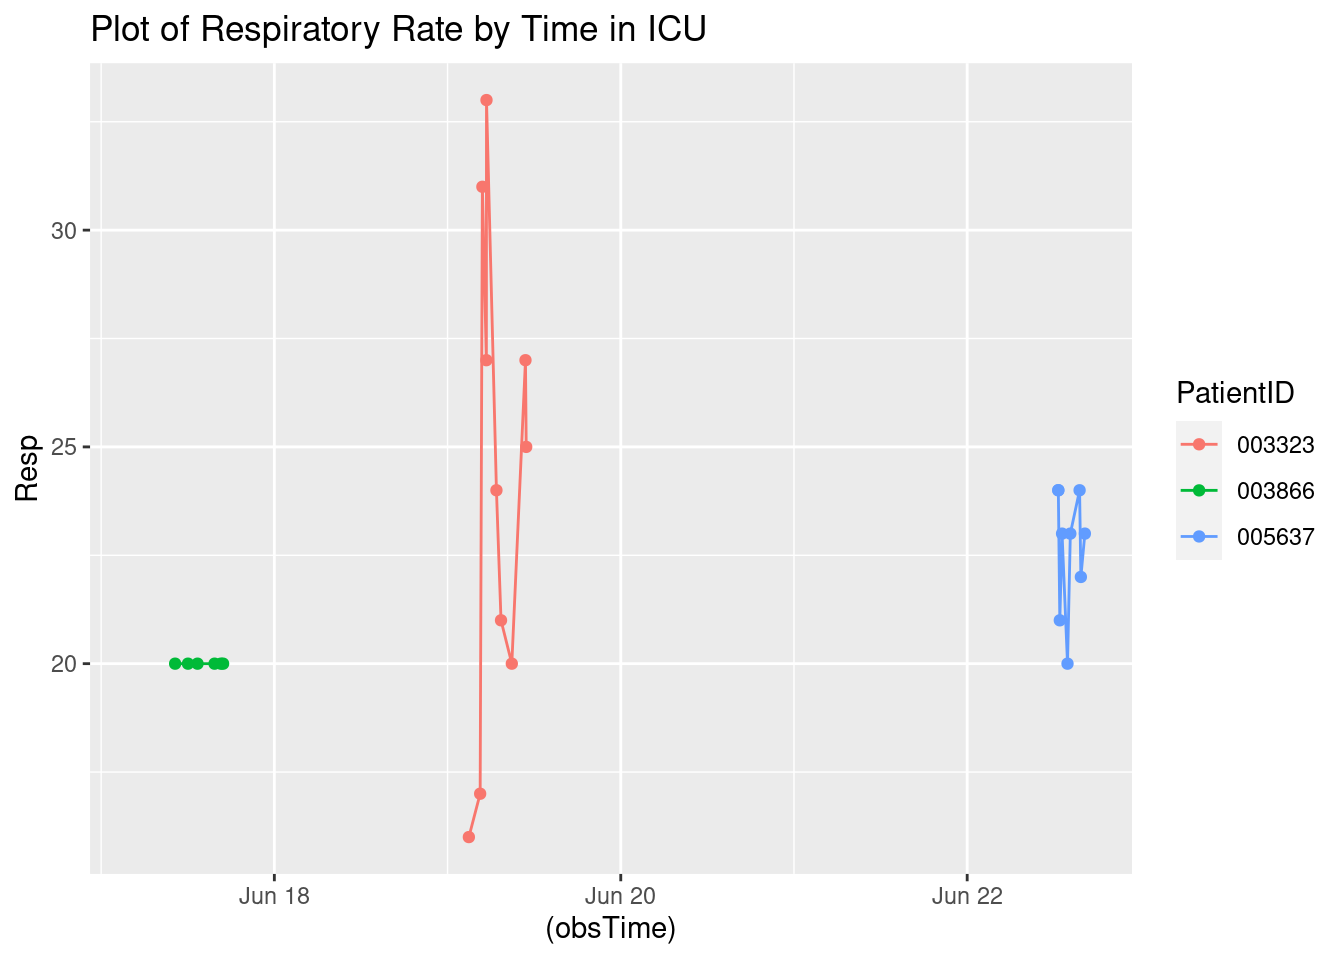 Plot of Respiratory Rate by Time in ICU
Resp
30
25
20
Jun 18
Jun 20
Jun 22
(obsTime)
PatientID
003323
003866
005637